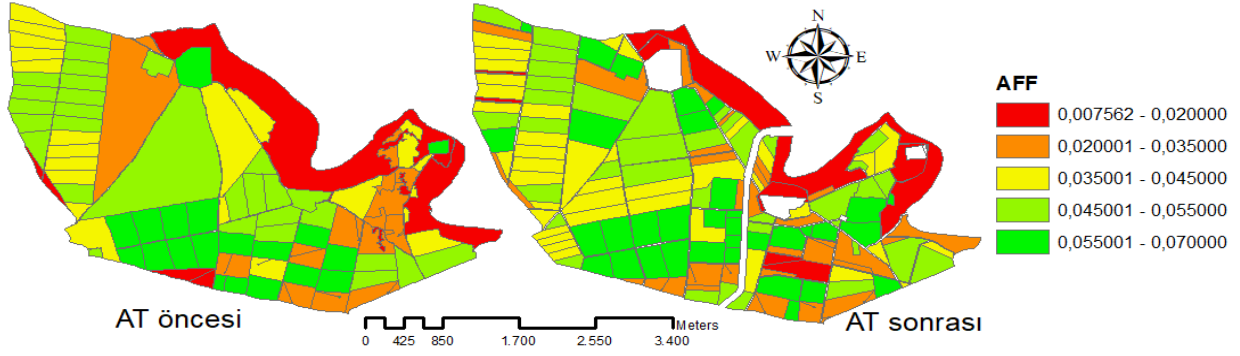 N
W E
S
AFF
0,007562 - 0,020000
0,020001 - 0,035000
0,035001 - 0,045000
0,045001 - 0,055000
0,055001 - 0,070000
AT öncesi
AT sonrası
Meters
0 425 850 1.700 2.550 3.400